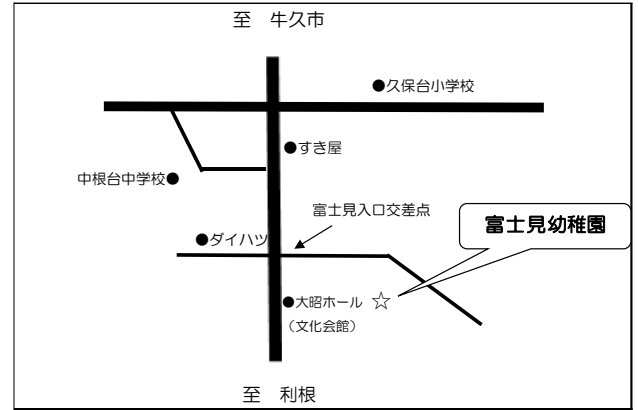 至 牛久市
●久保台小学校
●すき屋
中根台中学校●
富士見入口交差点
富士見幼稚園
●ダイハツ
●大昭ホール ☆
(文化会館)
至 利根